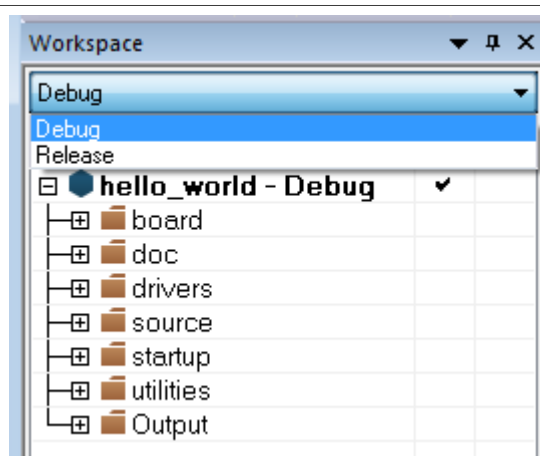 Workspace
Debug
Debug
Release
hello_world - Debug
board
doc
drivers
source
startup
utilities
Output